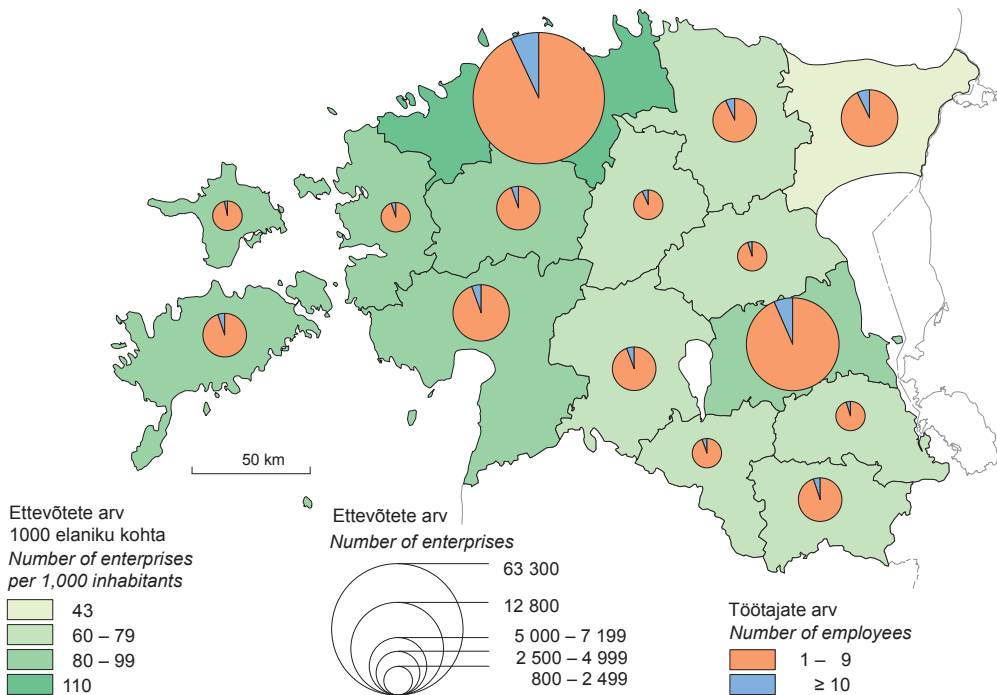 50 km
Ettevõtete arv
1000 elaniku kohta
Number of enterprises
per 1,000 inhabitants
43
60 – 79
80 – 99
110
Ettevõtete arv
Number of enterprises
63 300
12 800
5 000 – 7 199
2 500 – 4 999
800 – 2 499
Töötajate arv
Number of employees
1 – 9
≥ 10